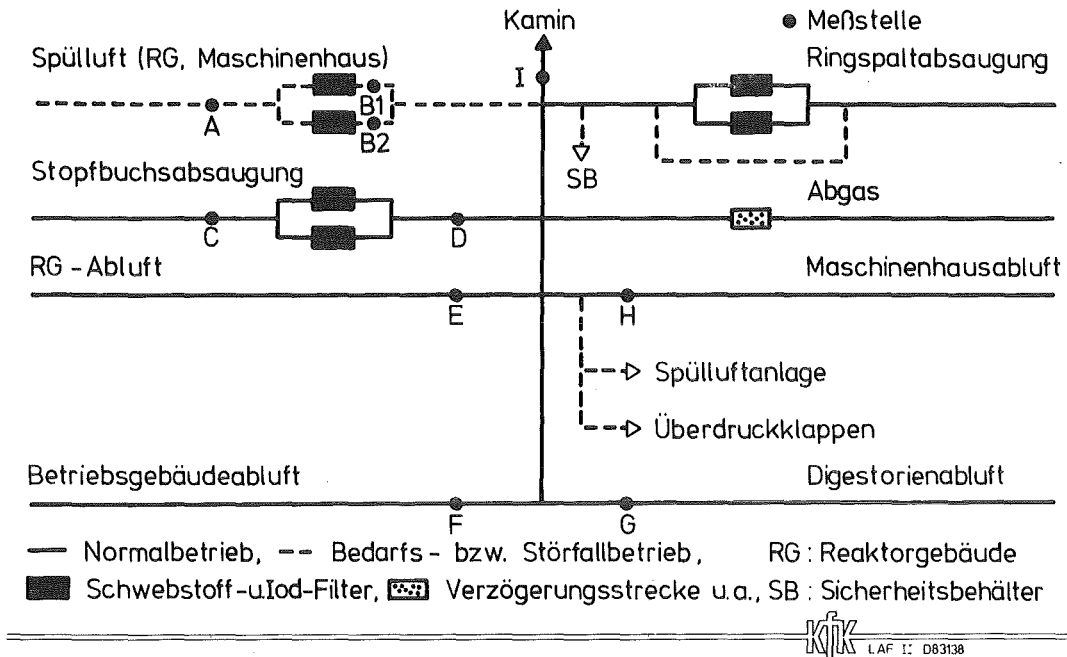 Kamin
● Meßstelle
Spülluft (RG, Maschinenhaus)
I
Ringspaltabsaugung
A
B1
B2
SB
Stopfbuchsabsaugung
Abgas
C
D
RG - Abluft
Maschinenhausabluft
E
H
Spülluftanlage
Überdruckklappen
Betriebsgebäudeabluft
Digestorienabluft
F
G
Normalbetrieb, Bedarfs- bzw. Störfallbetrieb, RG : Reaktorgebäude
Schwebstoff-u.Iod-Filter, Verzögerungsstrecke u.a., SB : Sicherheitsbehälter
KfK
LAF II D83138